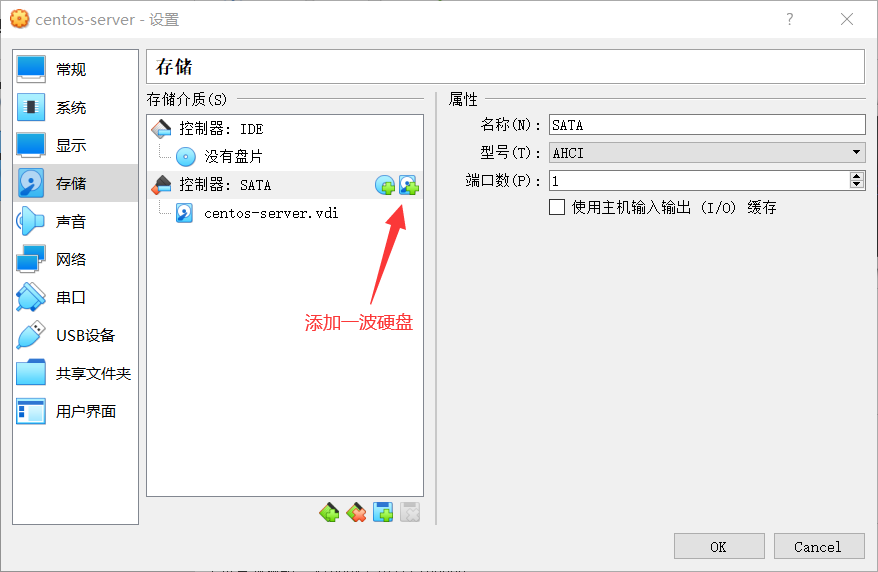 centos-server - 设置
?
常规
系统
显示
存储
声音
网络
串口
USB设备
共享文件夹
用户界面
存储
存储介质(S)
控制器: IDE
没有盘片
控制器: SATA
centos-server.vdi
添加一波硬盘
属性
名称(N): SATA
型号(T): AHCI
端口数(P): 1
使用主机输入输出 (I/O) 缓存
OK
Cancel